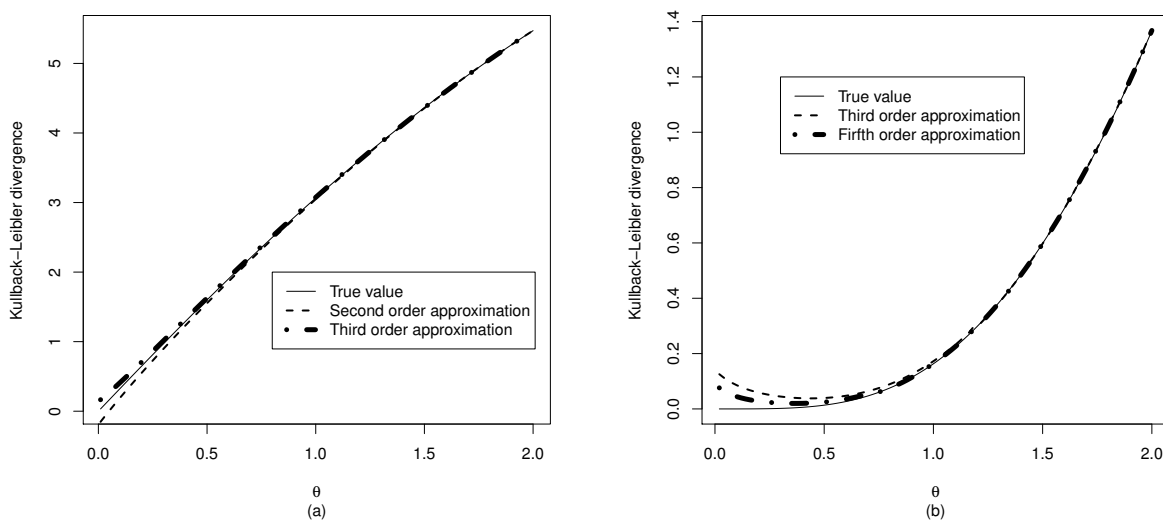 Kullback−Leibler divergence
5
4
3
2
1
0
True value
Second order approximation
Third order approximation
0.0 0.5 1.0 1.5 2.0
θ
(a)
Kullback−Leibler divergence
1.4
1.2
1.0
0.8
0.6
0.4
0.2
0.0
True value
Third order approximation
Firfth order approximation
0.0 0.5 1.0 1.5 2.0
θ
(b)